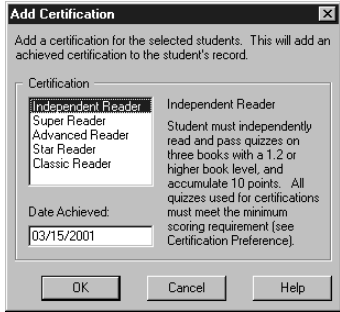 Add Certification
Add a certification for the selected students. This will add an
achieved certification to the student's record.
Certification
Independent Reader
Super Reader
Advanced Reader
Star Reader
Classic Reader
Independent Reader
Student must independently
read and pass quizzes on
three books with a 1.2 or
higher book level, and
accumulate 10 points. All
quizzes used for certifications
must meet the minimum
scoring requirement (see
Certification Preference).
Date Achieved:
03/15/2001
OK
Cancel
Help